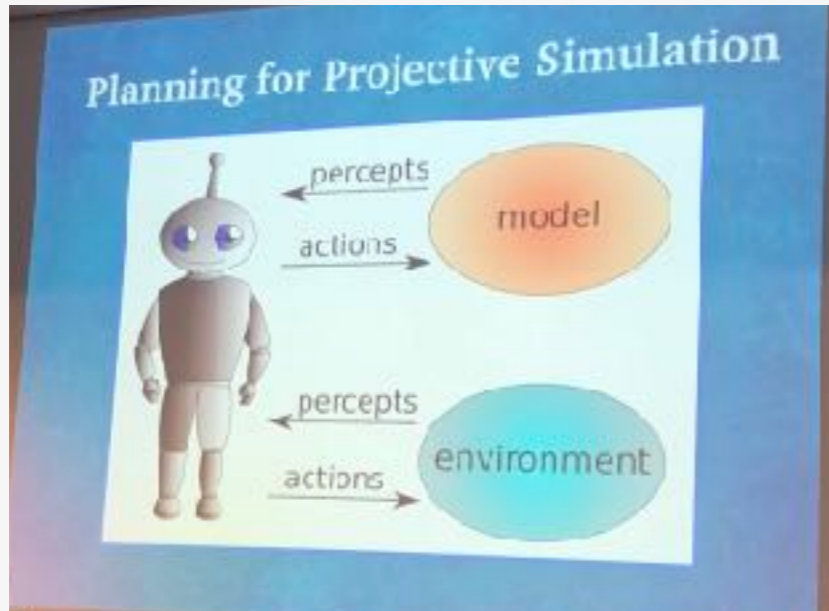 Planning for Projective Simulation
percepts
model
actions
percepts
environment
actions